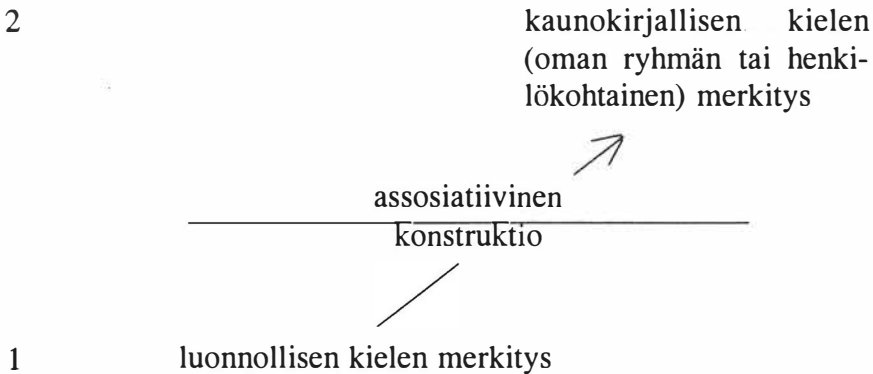 2 kaunokirjallisen kielen
(oman ryhmän tai henki-
lökohtainen) merkitys
assosiatiivinen
konstruktio
1 luonnollisen kielen merkitys